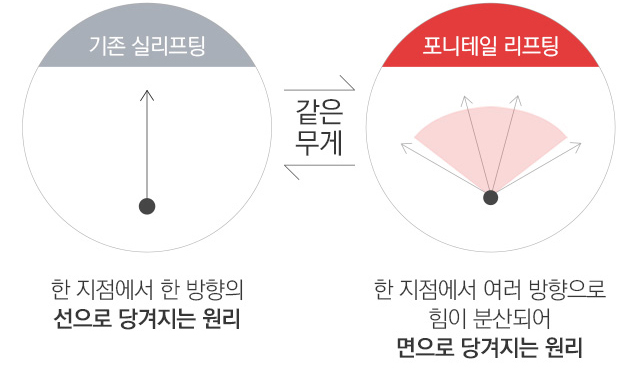 기존 실리프팅
포니테일 리프팅
같은
무게
한 지점에서 한 방향의
선으로 당겨지는 원리
한 지점에서 여러 방향으로
힘이 분산되어
면으로 당겨지는 원리